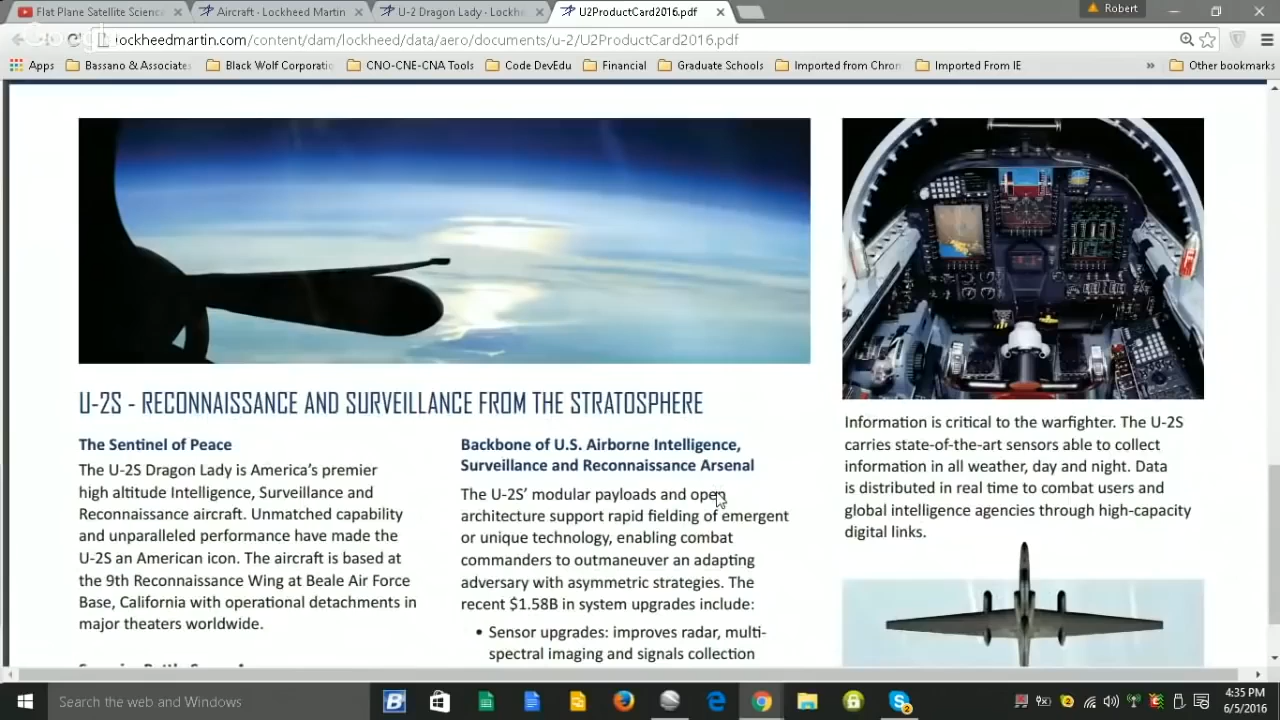 Flat Plane Satellite Scienc
Aircraft · Lockheed Martin
U-2 Dragon Lady · Lockh
U2ProductCard2016.pdf
Robert
lockheedmartin.com/content/dam/lockheed/data/aero/documents/u-2/U2ProductCard2016.pdf
Apps
Bassano & Associates
Black Wolf Corporatio
CNO-CNE-CNA Tools
Code DevEdu
Financial
Graduate Schools
Imported from Chron
Imported From IE
»
Other bookmarks
U-2S - RECONNAISSANCE AND SURVEILLANCE FROM THE STRATOSPHERE
The Sentinel of Peace
The U-2S Dragon Lady is America's premier
high altitude Intelligence, Surveillance and
Reconnaissance aircraft. Unmatched capability
and unparalleled performance have made the
U-2S an American icon. The aircraft is based at
the 9th Reconnaissance Wing at Beale Air Force
Base, California with operational detachments in
major theaters worldwide.
Backbone of U.S. Airborne Intelligence,
Surveillance and Reconnaissance Arsenal
The U-2S' modular payloads and open
architecture support rapid fielding of emergent
or unique technology, enabling combat
commanders to outmaneuver an adapting
adversary with asymmetric strategies. The
recent $1.58B in system upgrades include:
• Sensor upgrades: improves radar, multi-
spectral imaging and signals collection
Information is critical to the warfighter. The U-2S
carries state-of-the-art sensors able to collect
information in all weather, day and night. Data
is distributed in real time to combat users and
global intelligence agencies through high-capacity
digital links.
Search the web and Windows
4:35 PM
6/5/2016